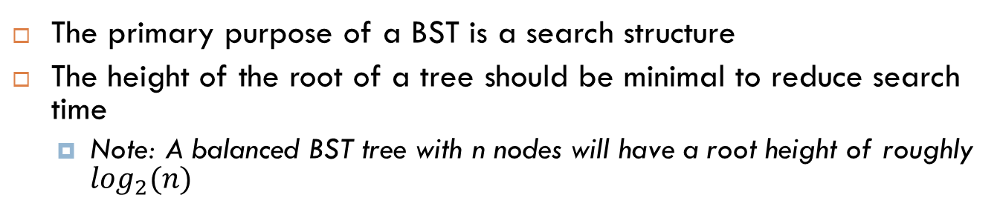 The primary purpose of a BST is a search structure
The height of the root of a tree should be minimal to reduce search
time
Note: A balanced BST tree with n nodes will have a root height of roughly
log₂(n)